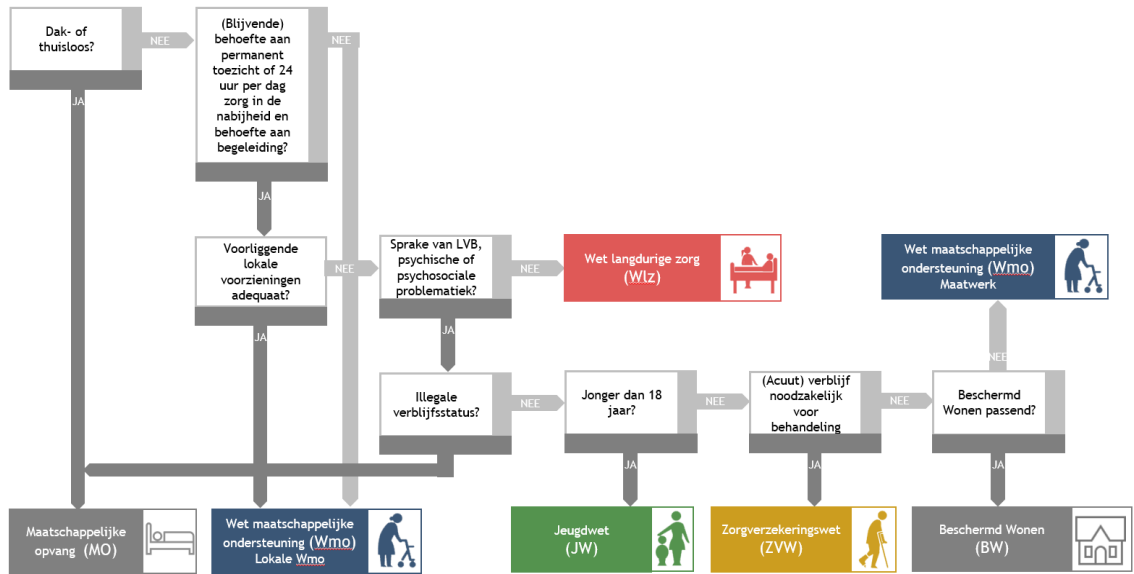 Dak- of
thuisloos?
NEE
JA
(Blijvende)
behoefte aan
permanent
toezicht of 24
uur per dag
zorg in de
nabijheid en
behoefte aan
begeleiding?
NEE
JA
Voorliggende
lokale
voorzieningen
adequaat?
NEE
JA
Sprake van LVB,
psychische of
psychosociale
problematiek?
NEE
JA
Wet langdurige zorg
(Wlz)
Wet maatschappelijke
ondersteuning (Wmo)
Maatwerk
NEE
Illegale
verblijfsstatus?
NEE
Jonger dan 18
jaar?
NEE
JA
(Acuut) verblijf
noodzakelijk
voor
behandeling
NEE
JA
Beschermd
Wonen passend?
JA
Maatschappelijke
opvang (MO)
Wet maatschappelijke
ondersteuning (Wmo)
Lokale Wmo
Jeugdwet
(JW)
Zorgverzekeringswet
(ZVW)
Beschermd Wonen
(BW)